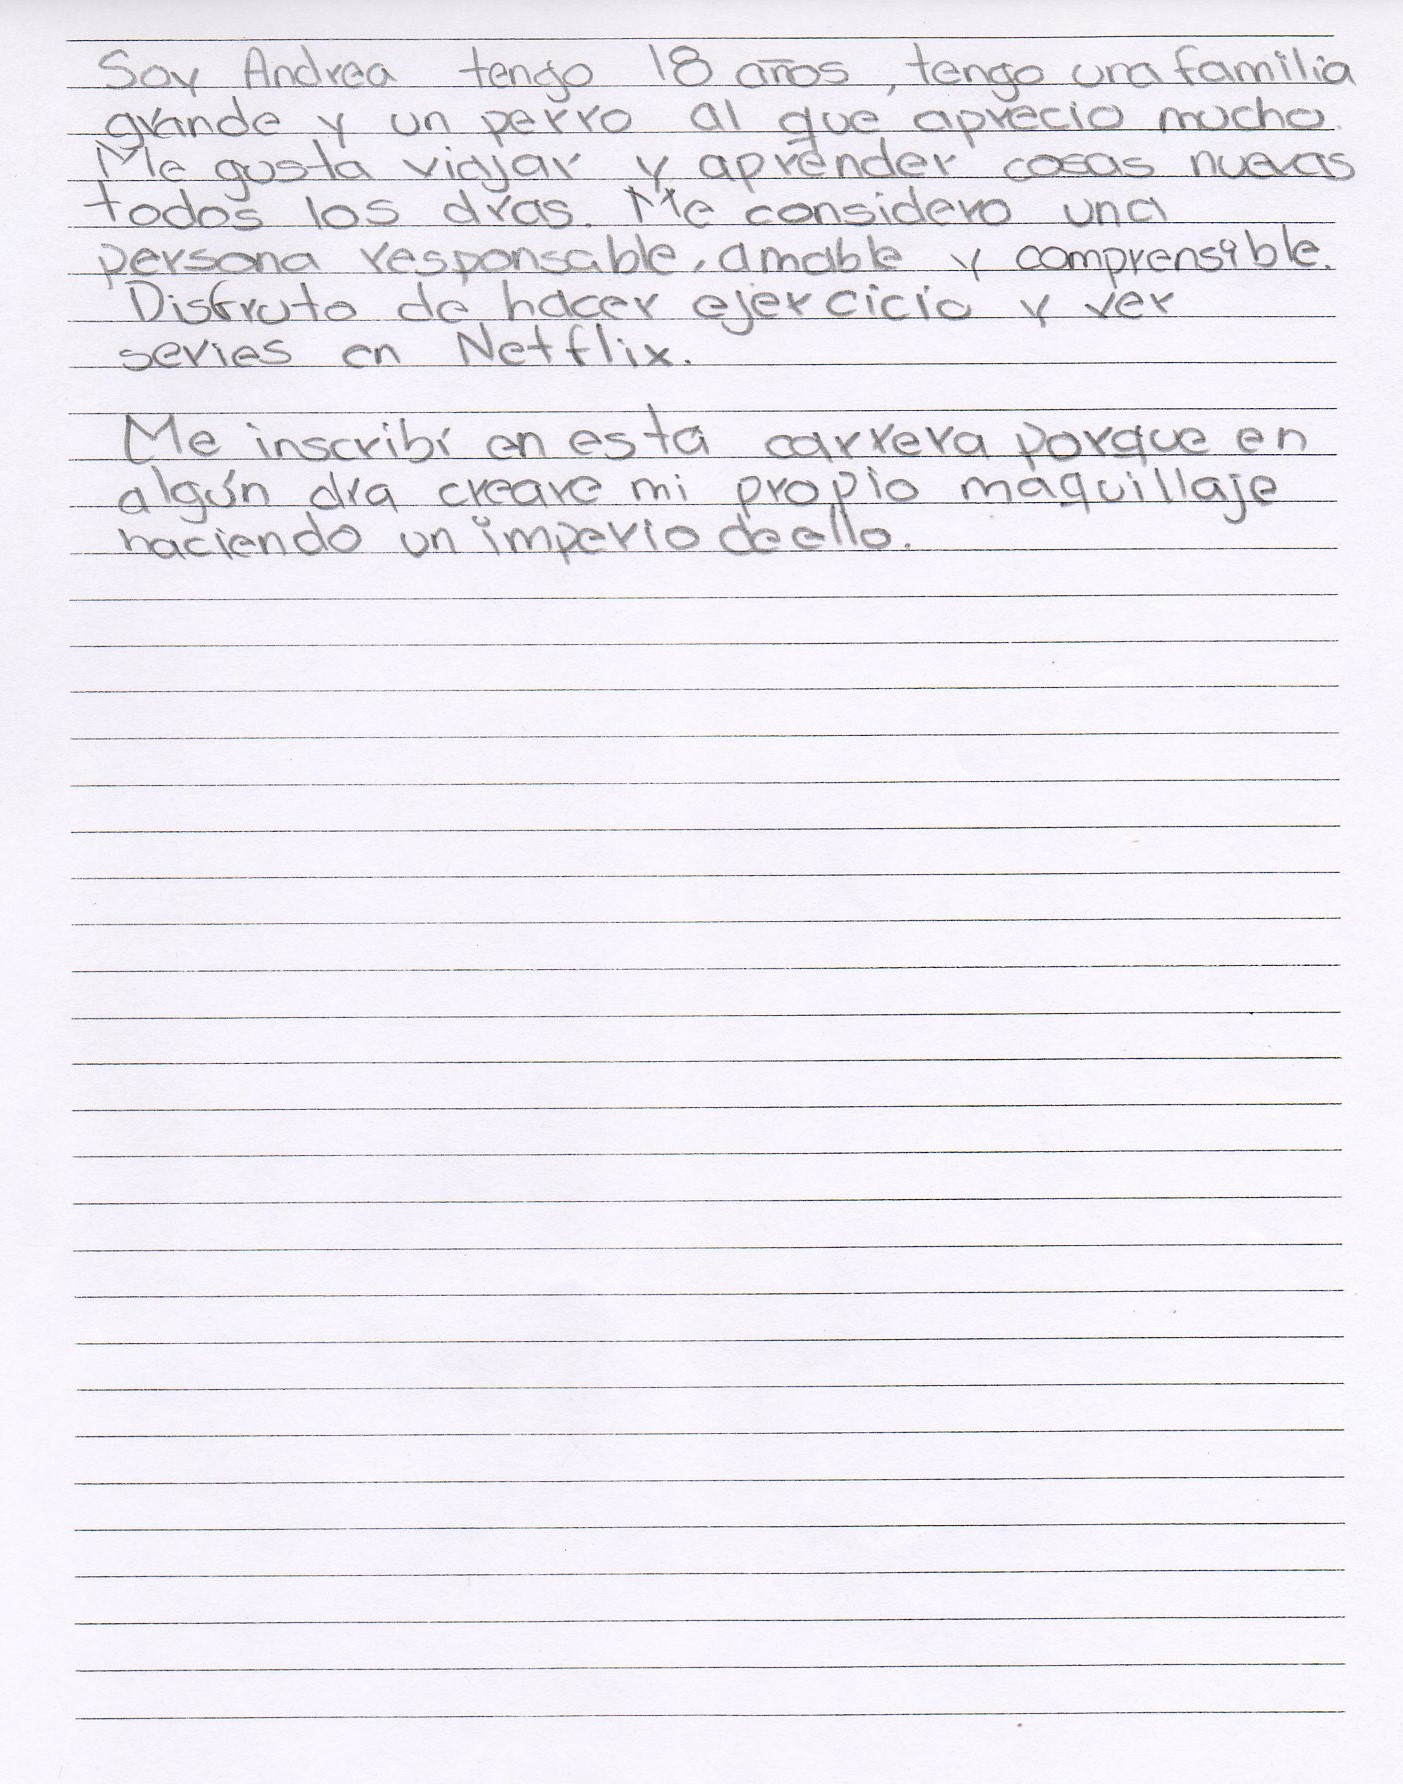 Soy Andrea tengo 18 años, tengo una familia
grande y un perro al que aprecio mucho.
Me gusta viajar y aprender cosas nuevas
todos los días. Me considero una
persona responsable, amable y comprensible.
Disfruto de hacer ejercicio y ver
series en Netflix.
Me inscribí en esta carrera porque en
algún día creare mi propio maquillaje
haciendo un imperio de ello.